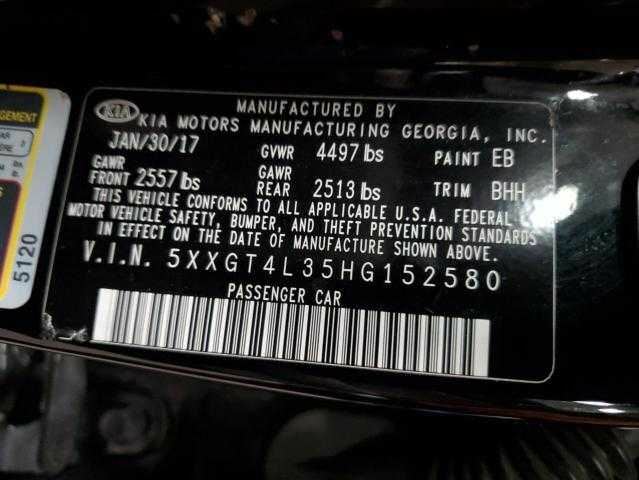 MANUFACTURED BY
KIA KIA MOTORS MANUFACTURING GEORGIA, INC.
JAN/30/17 GVWR 4497 lbs PAINT EB
GAWR FRONT 2557 lbs GAWR REAR 2513 lbs TRIM BHH
THIS VEHICLE CONFORMS TO ALL APPLICABLE U.S.A. FEDERAL
MOTOR VEHICLE SAFETY, BUMPER, AND THEFT PREVENTION STANDARDS
IN EFFECT ON THE DATE OF MANUFACTURE SHOWN ABOVE.
V.I.N. 5XXGT4L35HG152580
PASSENGER CAR
5120